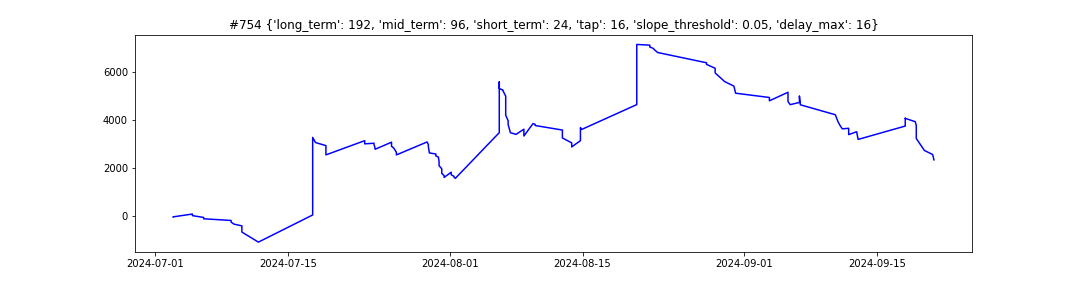 #754 {'long_term': 192, 'mid_term': 96, 'short_term': 24, 'tap': 16, 'slope_threshold': 0.05, 'delay_max': 16}
6000
4000
2000
0
2024-07-01 2024-07-15 2024-08-01 2024-08-15 2024-09-01 2024-09-15